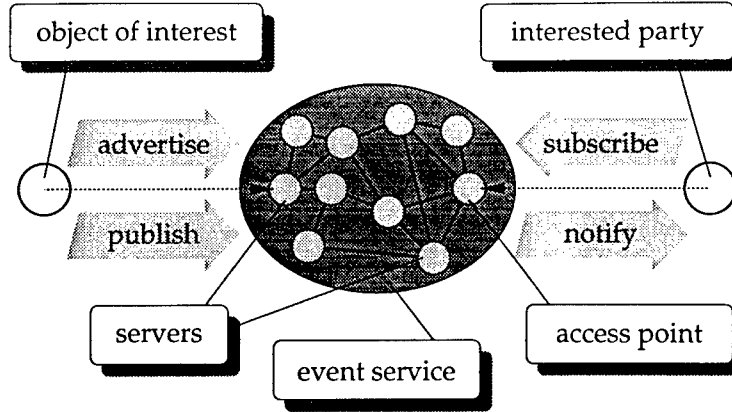 object of interest
interested party
advertise
subscribe
publish
notify
servers
access point
event service